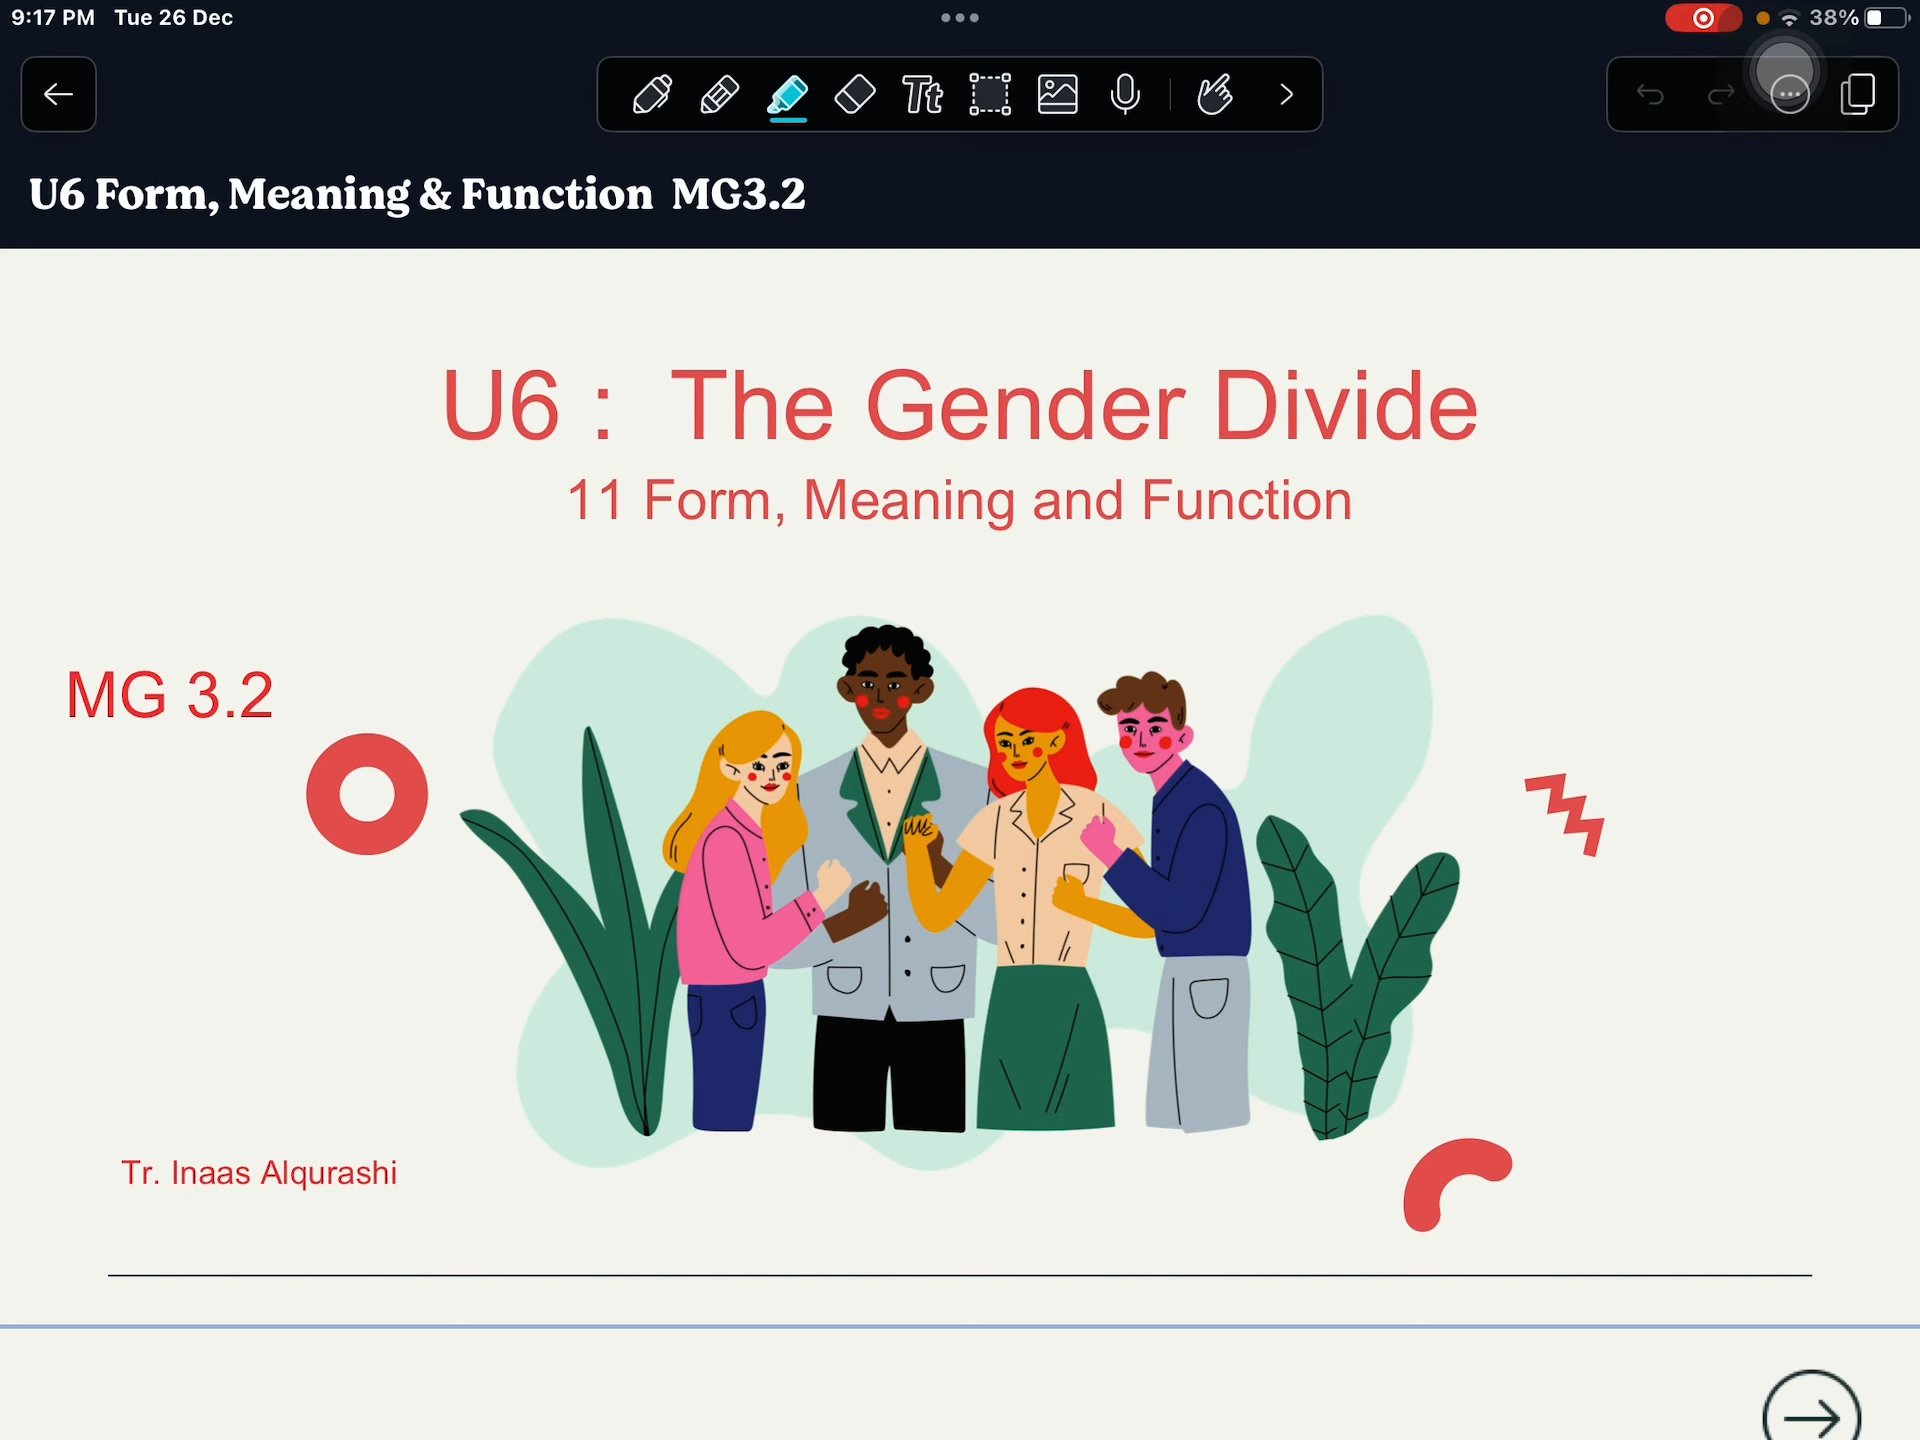 9:17 PM Tue 26 Dec
38%
Tt
U6 Form, Meaning & Function MG3.2
U6 : The Gender Divide
11 Form, Meaning and Function
MG 3.2
Tr. Inaas Alqurashi